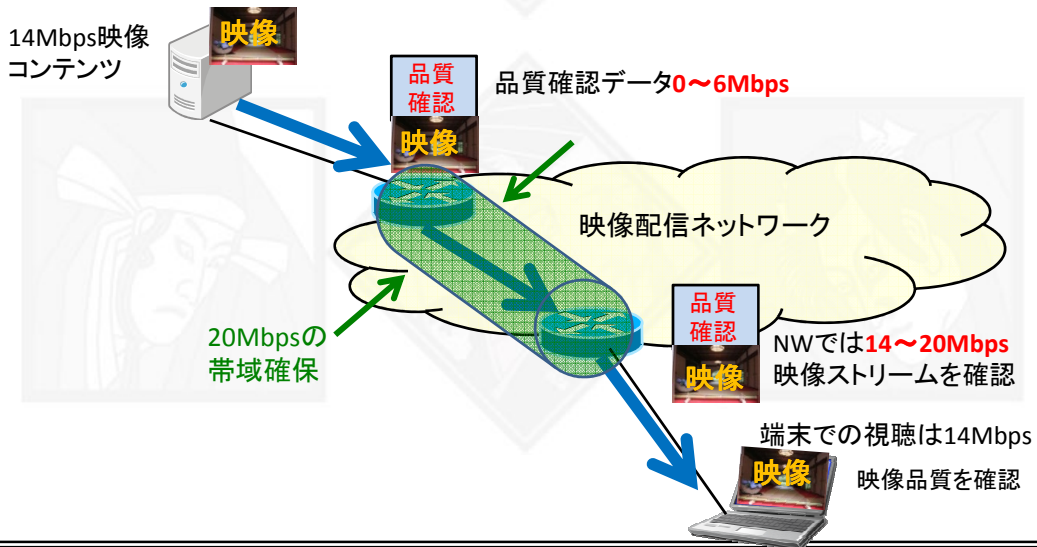 14Mbps映像
コンテンツ
映像
品質
確認
映像
品質確認データ0～6Mbps
映像配信ネットワーク
20Mbpsの
帯域確保
品質
確認
映像
NWでは14～20Mbps
映像ストリームを確認
端末での視聴は14Mbps
映像
映像品質を確認